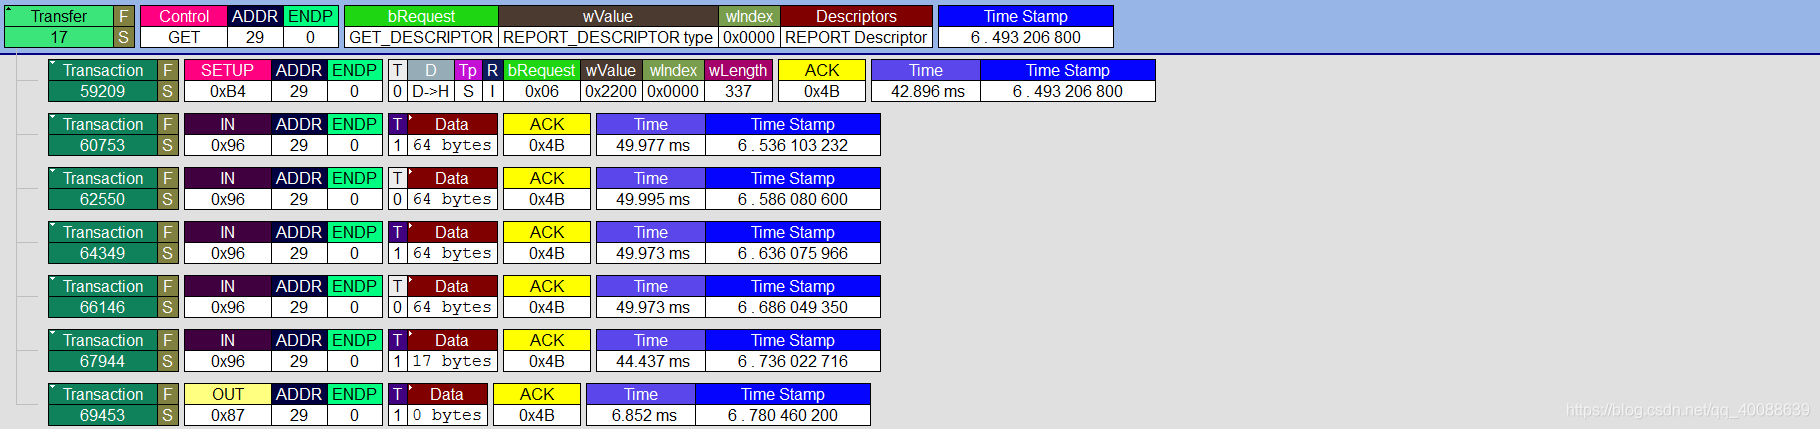 Transfer F Control ADDR ENDP bRequest wValue wIndex Descriptors Time Stamp
17 S GET 29 0 GET_DESCRIPTOR REPORT_DESCRIPTOR type 0x0000 REPORT Descriptor 6 . 493 206 800
Transaction F SETUP ADDR ENDP T D Tp R bRequest wValue wIndex wLength ACK Time Time Stamp
59209 S 0xB4 29 0 0 D->H S I 0x06 0x2200 0x0000 337 0x4B 42.896 ms 6 . 493 206 800
Transaction F IN ADDR ENDP T Data ACK Time Time Stamp
60753 S 0x96 29 0 1 64 bytes 0x4B 49.977 ms 6 . 536 103 232
Transaction F IN ADDR ENDP T Data ACK Time Time Stamp
62550 S 0x96 29 0 0 64 bytes 0x4B 49.995 ms 6 . 586 080 600
Transaction F IN ADDR ENDP T Data ACK Time Time Stamp
64349 S 0x96 29 0 1 64 bytes 0x4B 49.973 ms 6 . 636 075 966
Transaction F IN ADDR ENDP T Data ACK Time Time Stamp
66146 S 0x96 29 0 0 64 bytes 0x4B 49.973 ms 6 . 686 049 350
Transaction F IN ADDR ENDP T Data ACK Time Time Stamp
67944 S 0x96 29 0 1 17 bytes 0x4B 44.437 ms 6 . 736 022 716
Transaction F OUT ADDR ENDP T Data ACK Time Time Stamp
69453 S 0x87 29 0 1 0 bytes 0x4B 6.852 ms 6 . 780 460 200
https://blog.csdn.net/qq_40088639